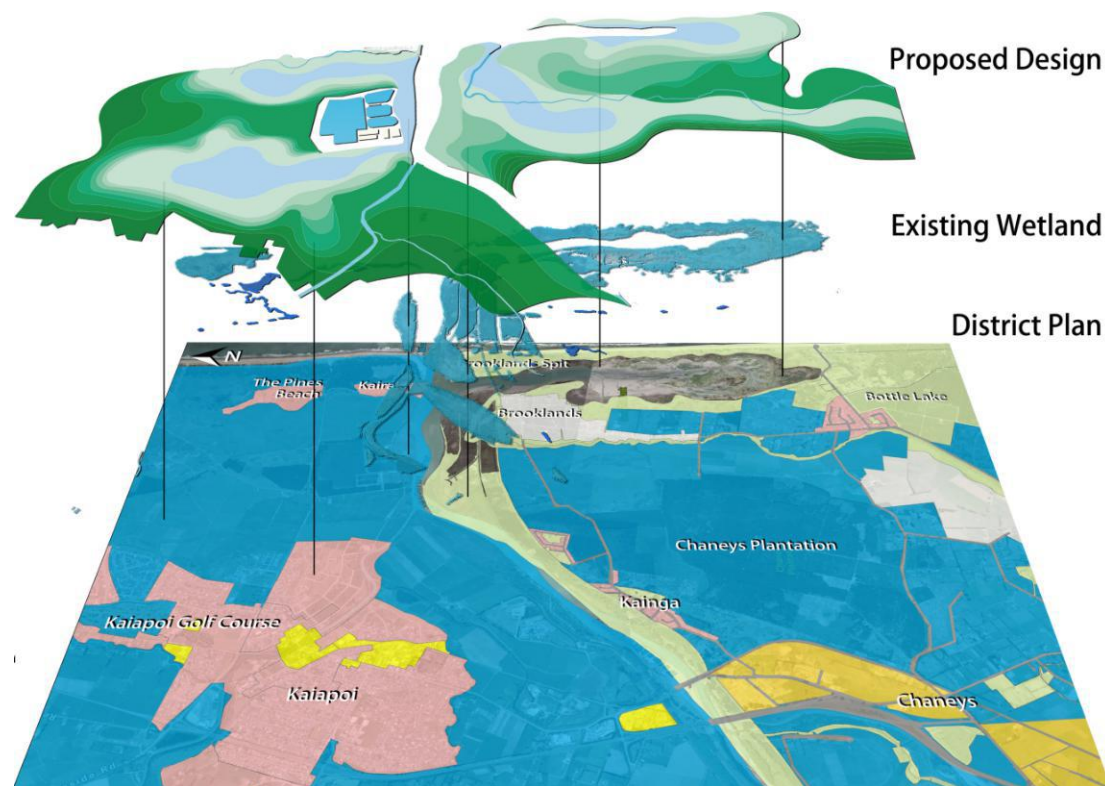 Proposed Design
Existing Wetland
District Plan
N
Brooklands Spit
The Pines
Beach
Brooklands
Bottle Lake
Chaneys Plantation
Kainga
Kaiapoi Golf Course
Kaiapoi
Chaneys